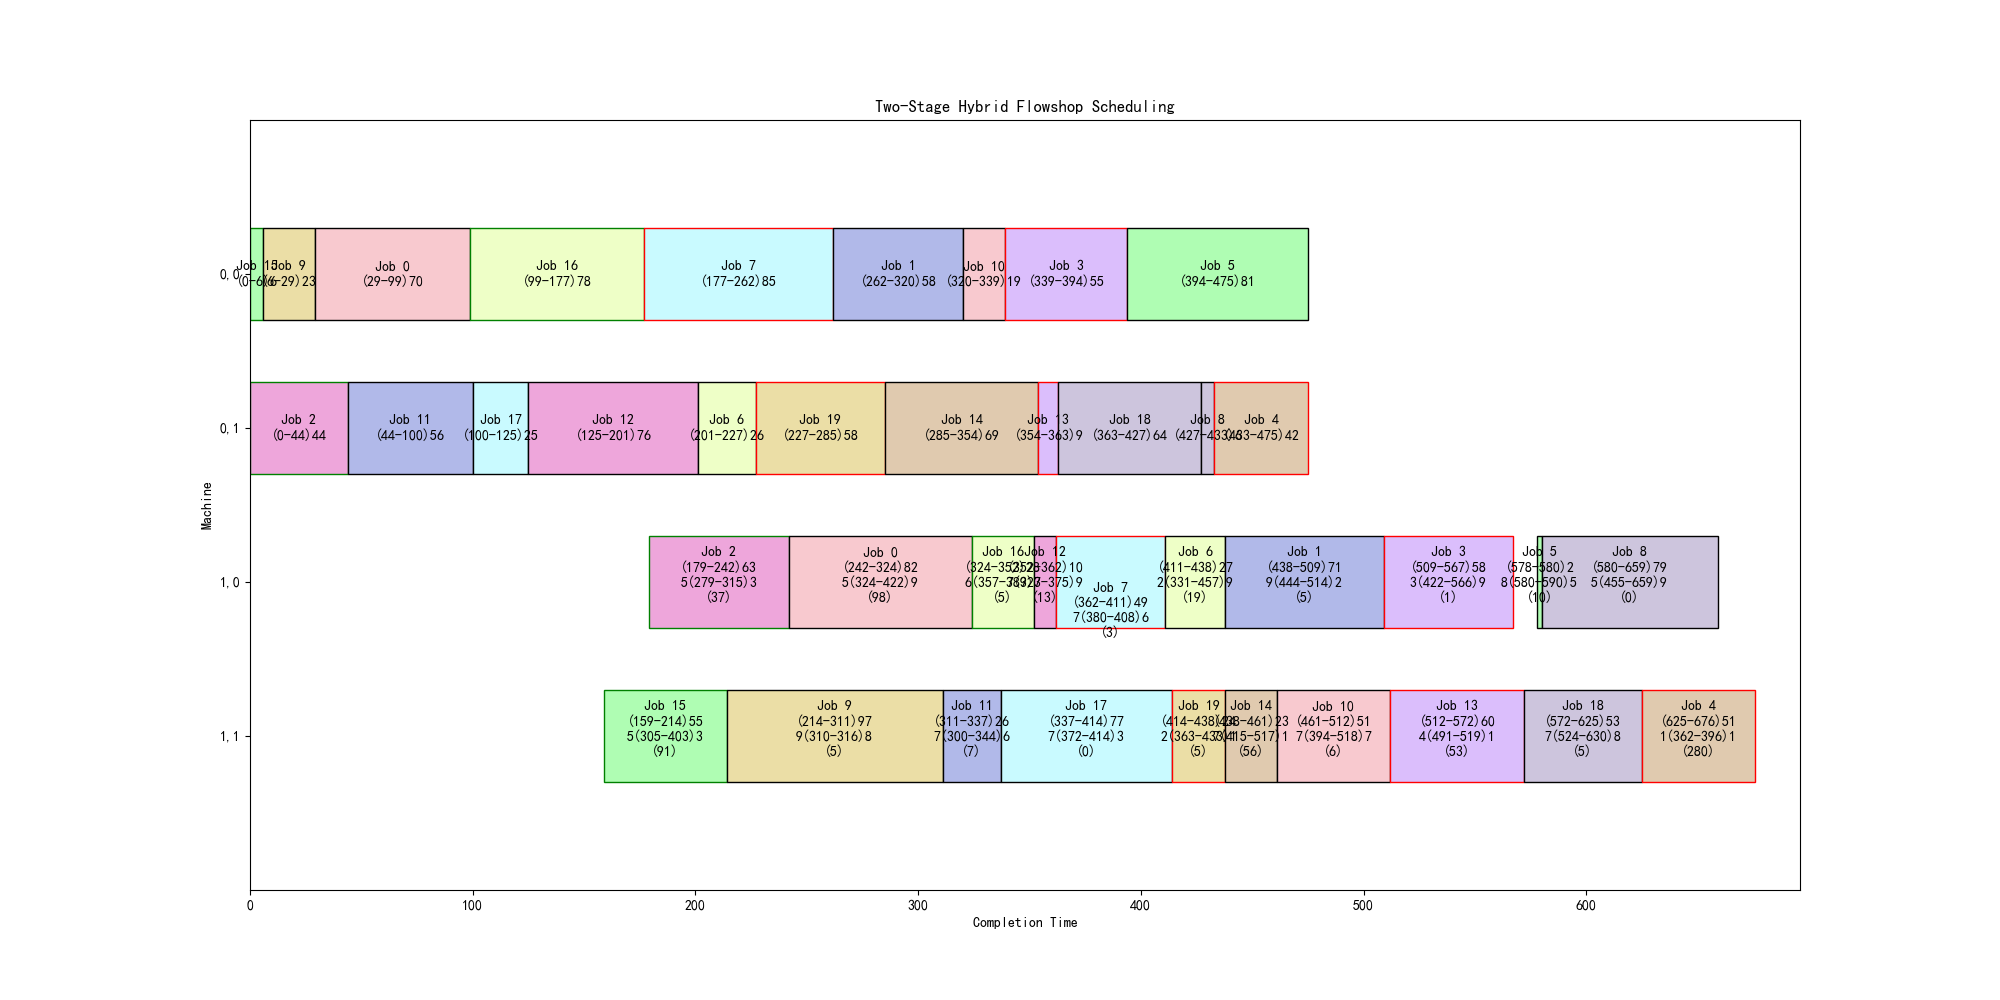 Two-Stage Hybrid Flowshop Scheduling
Machine
0,0
Job 15
(0-6)6
Job 9
(6-29)23
Job 0
(29-99)70
Job 16
(99-177)78
Job 7
(177-262)85
Job 1
(262-320)58
Job 10
(320-339)19
Job 3
(339-394)55
Job 5
(394-475)81
0,1
Job 2
(0-44)44
Job 11
(44-100)56
Job 17
(100-125)25
Job 12
(125-201)76
Job 6
(201-227)26
Job 19
(227-285)58
Job 14
(285-354)69
Job 13
(354-363)9
Job 18
(363-427)64
Job 8
(427-433)6
Job 4
(433-475)42
1,0
Job 2
(179-242)63
5(279-315)3
(37)
Job 0
(242-324)82
5(324-422)9
(98)
Job 16
(324-352)28
(5)
Job 12
(352-362)10
(13)
Job 7
(362-411)49
7(380-408)6
(3)
Job 6
(411-438)27
2(331-457)9
(19)
Job 1
(438-509)71
9(444-514)2
(5)
Job 3
(509-567)58
3(422-566)9
(1)
Job 5
(578-580)2
8(580-590)5
(10)
Job 8
(580-659)79
5(455-659)9
(0)
1,1
Job 15
(159-214)55
5(305-403)3
(91)
Job 9
(214-311)97
9(310-316)8
(5)
Job 11
(311-337)26
7(300-344)6
(7)
Job 17
(337-414)77
7(372-414)3
(0)
Job 19
(414-438)24
(5)
Job 14
(438-461)23
7(415-517)1
(56)
Job 10
(461-512)51
7(394-518)7
(6)
Job 13
(512-572)60
4(491-519)1
(53)
Job 18
(572-625)53
7(524-630)8
(5)
Job 4
(625-676)51
1(362-396)1
(280)
0
100
200
300
400
500
600
Completion Time